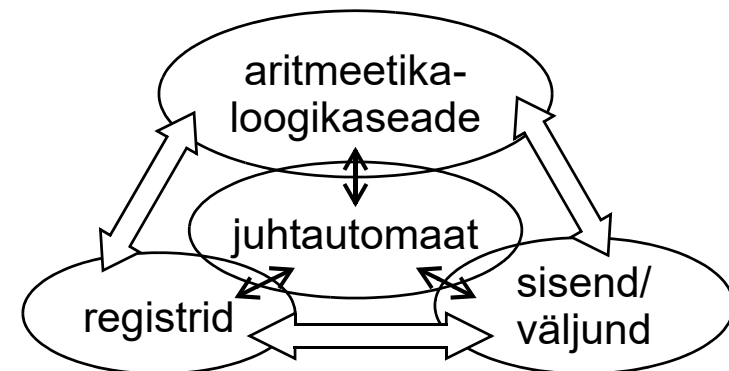 aritmeetika-
loogikaseade
juhtautomaat
registrid
sisend/
väljund